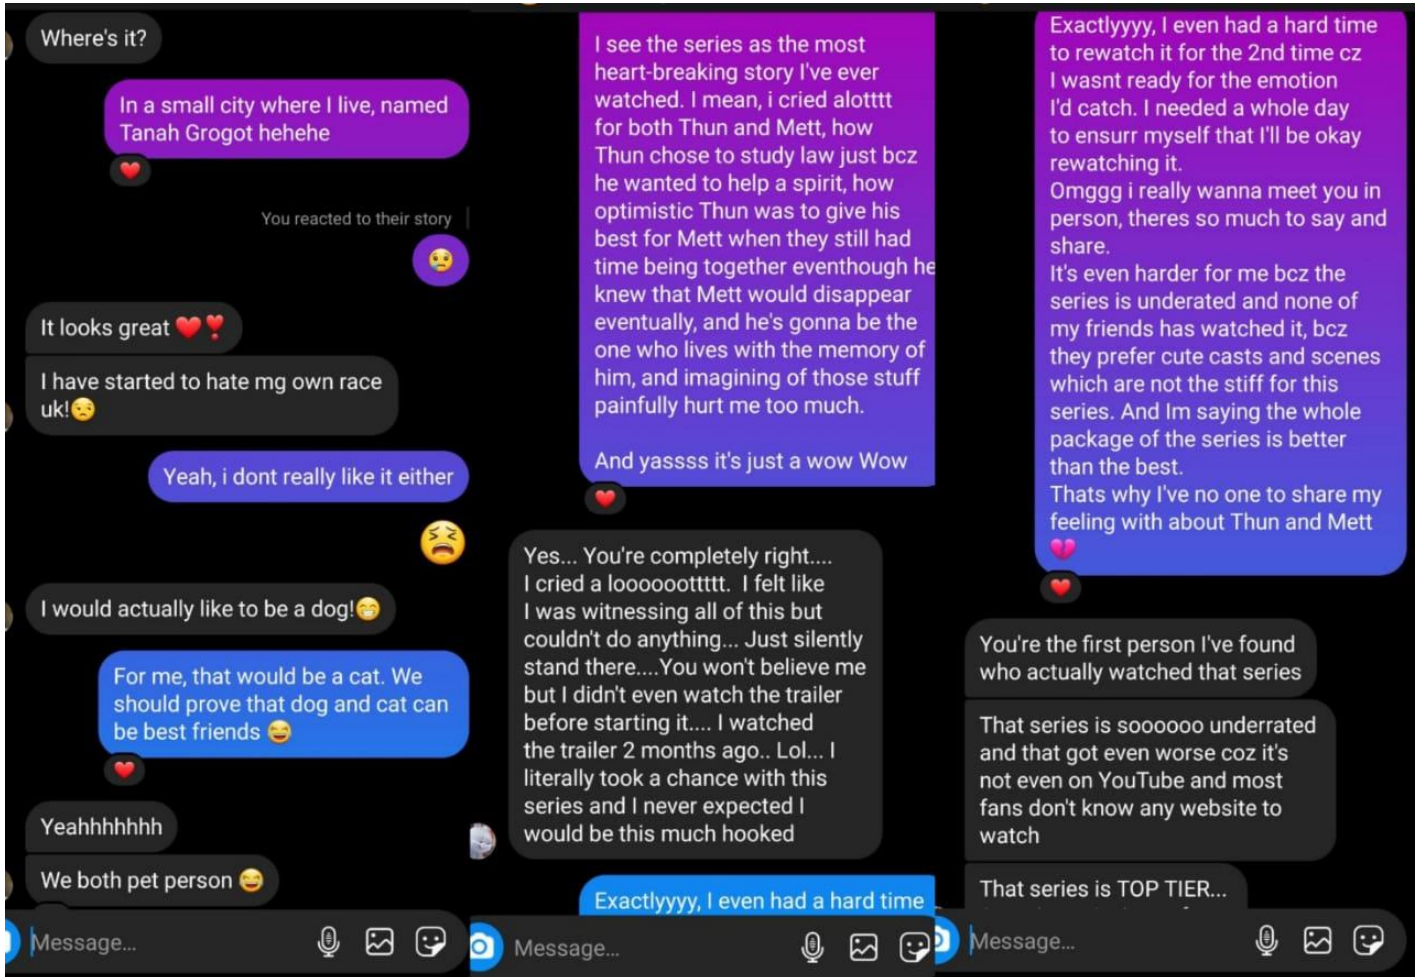 Where's it?
In a small city where I live, named
Tanah Grogot hehehe
You reacted to their story
It looks great
I have started to hate mg own race
uk!
Yeah, i dont really like it either
I would actually like to be a dog!
For me, that would be a cat. We
should prove that dog and cat can
be best friends
Yeahhhhhhh
We both pet person
Message...
I see the series as the most
heart-breaking story I've ever
watched. I mean, i cried alotttt
for both Thun and Mett, how
Thun chose to study law just bcz
he wanted to help a spirit, how
optimistic Thun was to give his
best for Mett when they still had
time being together eventhough he
knew that Mett would disappear
eventually, and he's gonna be the
one who lives with the memory of
him, and imagining of those stuff
painfully hurt me too much.
And yassss it's just a wow Wow
Yes... You're completely right....
I cried a loooooottttt. I felt like
I was witnessing all of this but
couldn't do anything... Just silently
stand there....You won't believe me
but I didn't even watch the trailer
before starting it.... I watched
the trailer 2 months ago.. Lol... I
literally took a chance with this
series and I never expected I
would be this much hooked
Exactlyyyy, I even had a hard time
Message...
Exactlyyyy, I even had a hard time
to rewatch it for the 2nd time cz
I wasnt ready for the emotion
I'd catch. I needed a whole day
to ensurr myself that I'll be okay
rewatching it.
Omggg i really wanna meet you in
person, theres so much to say and
share.
It's even harder for me bcz the
series is underated and none of
my friends has watched it, bcz
they prefer cute casts and scenes
which are not the stiff for this
series. And Im saying the whole
package of the series is better
than the best.
Thats why I've no one to share my
feeling with about Thun and Mett
You're the first person I've found
who actually watched that series
That series is soooooo underrated
and that got even worse coz it's
not even on YouTube and most
fans don't know any website to
watch
That series is TOP TIER...
Message...